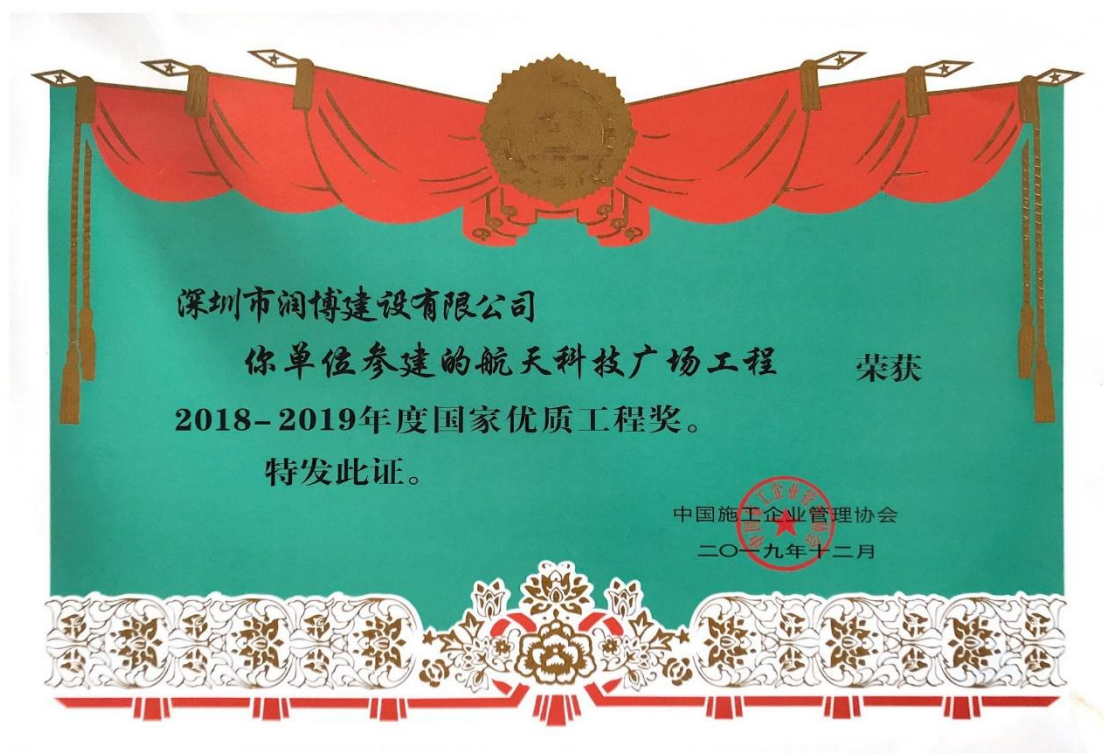 深圳市润博建设有限公司
你单位参建的航天科技广场工程 荣获
2018-2019年度国家优质工程奖。
特发此证。
中国施工企业管理协会
二〇一九年十二月